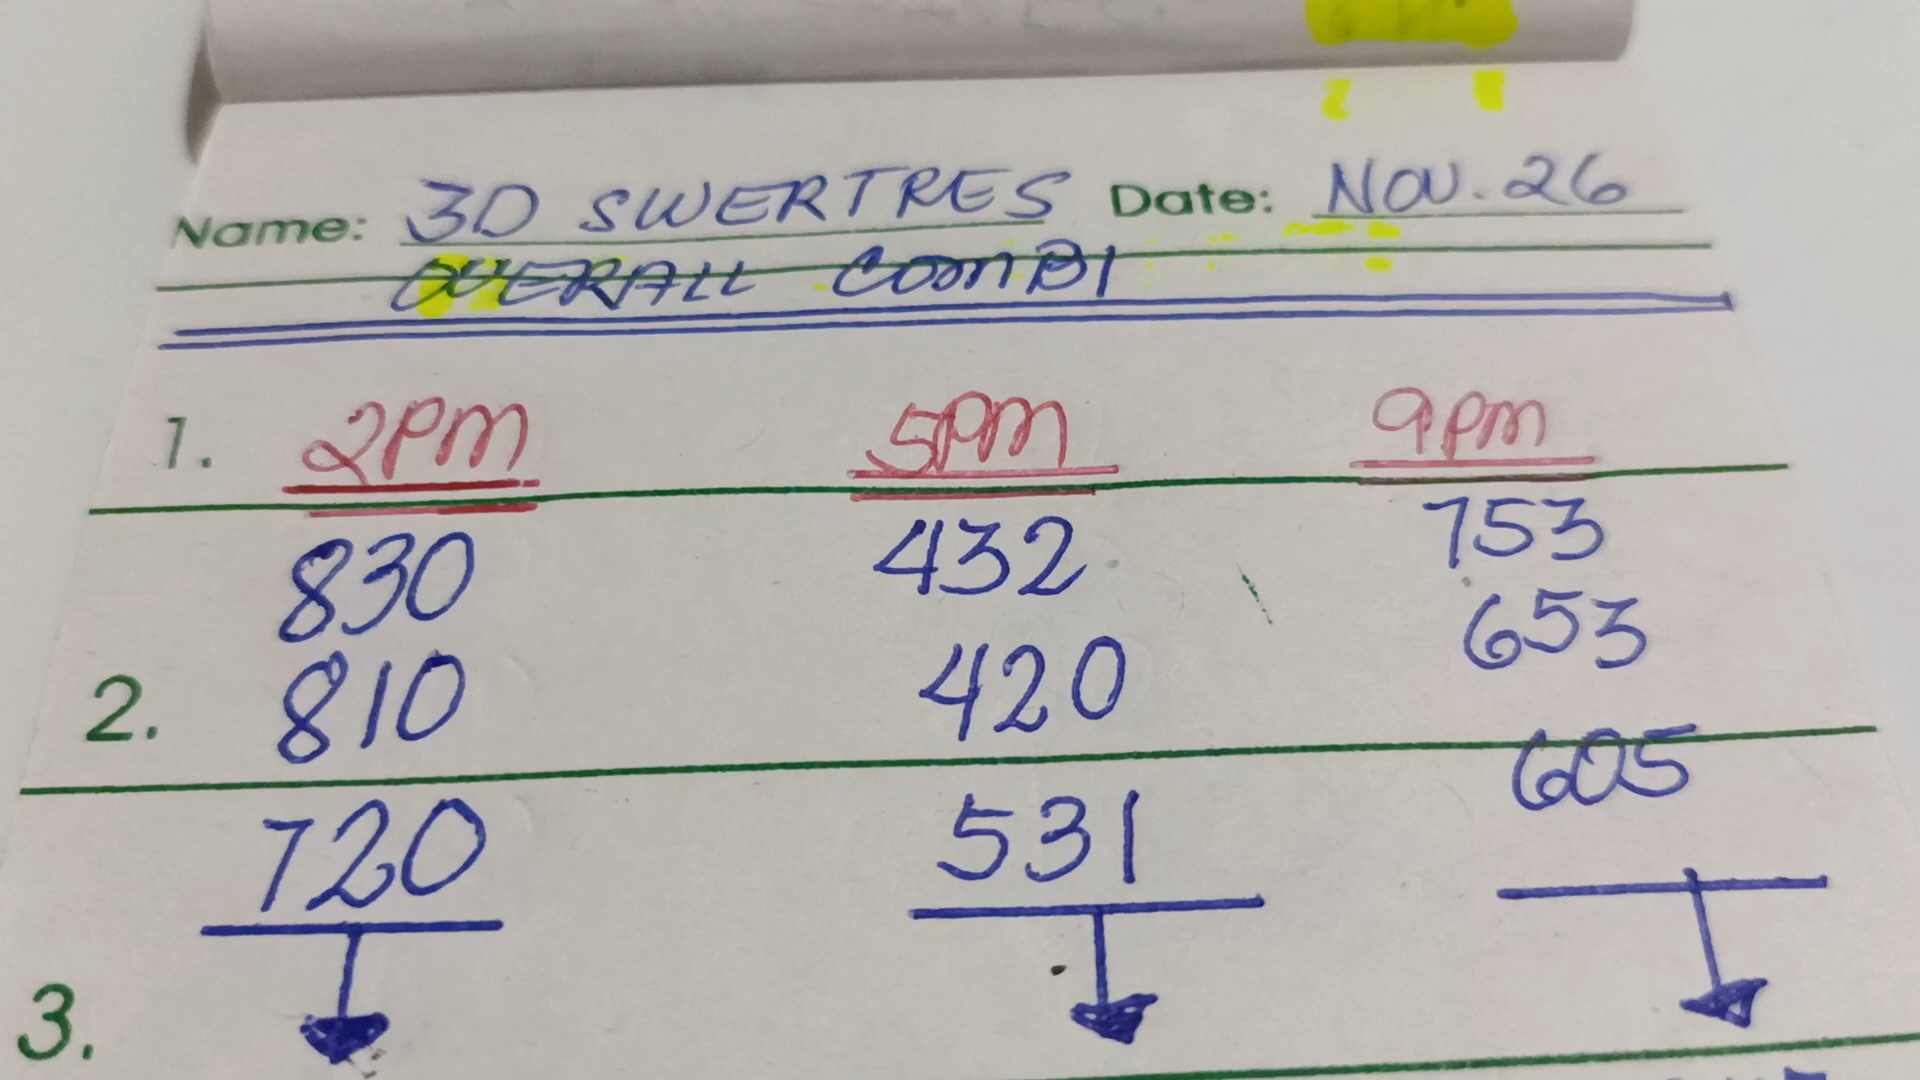 Name: 3D SWERTRES Date: NOV. 26
OVERALL COMBI
1. 2PM 5PM 9PM
830 432 753
653
2. 810 420
605
720 531
3.